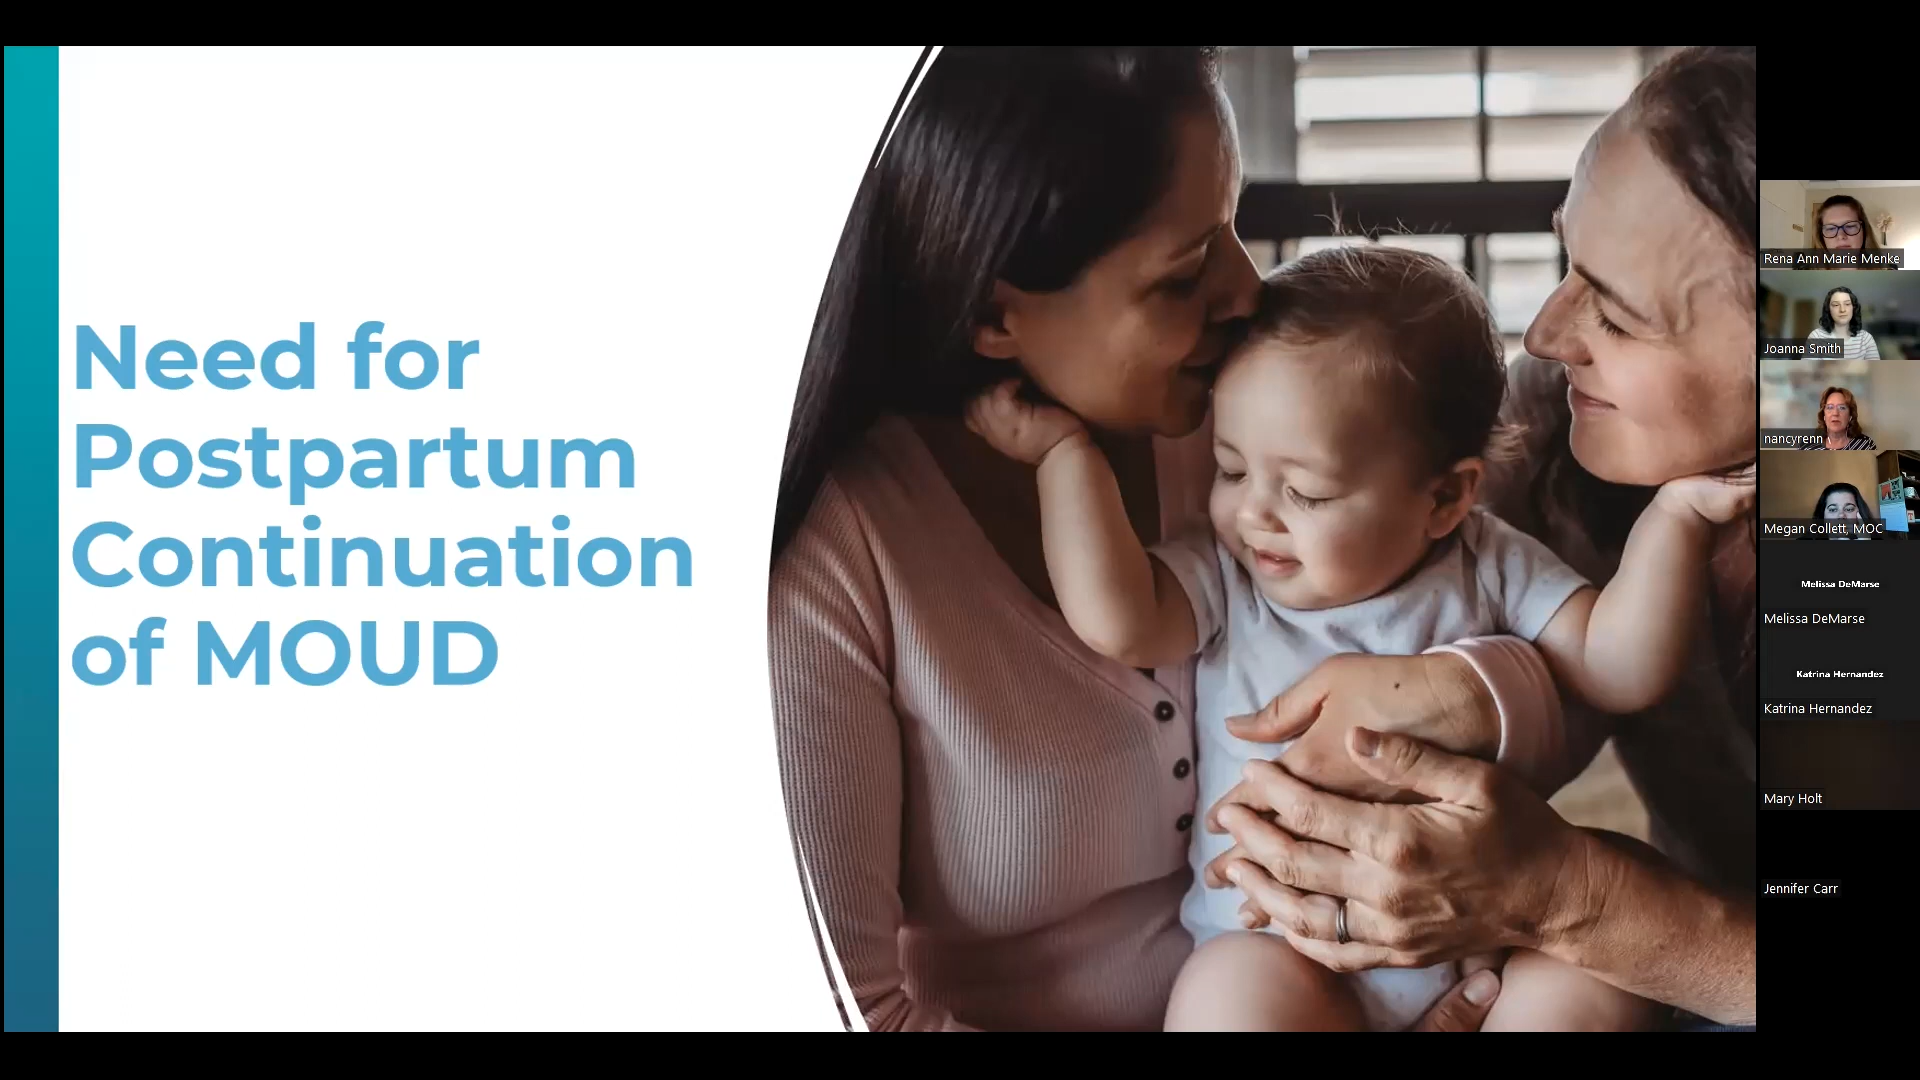 Need for
Postpartum
Continuation
of MOUD
Rena Ann Marie Menke
Joanna Smith
nancyrenn
Megan Collett, MOC
Melissa DeMarse
Melissa DeMarse
Katrina Hernandez
Katrina Hernandez
Mary Holt
Jennifer Carr